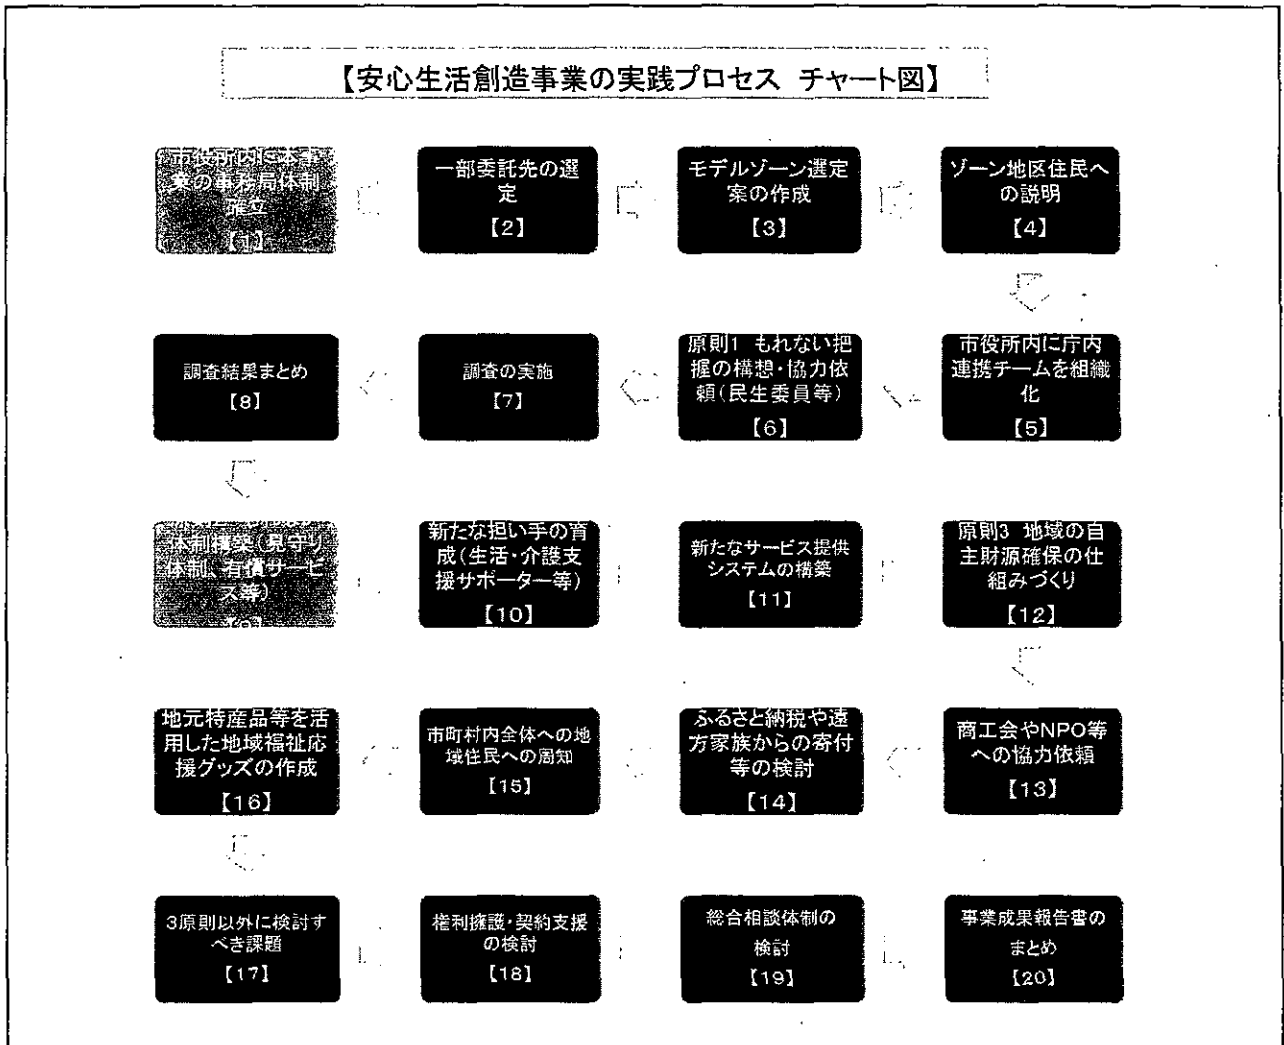 【安心生活創造事業の実践プロセス チャート図】
市役所内に本事
業の事務局体制
確立
【1】
一部委託先の選
定
【2】
モデルゾーン選定
案の作成
【3】
ゾーン地区住民へ
の説明
【4】
市役所内に庁内
連携チームを組織
化
【5】
原則1 もれない把
握の構想・協力依
頼(民生委員等)
【6】
調査の実施
【7】
調査結果まとめ
【8】
体制構築(見守り
体制、有償サービ
ス等)
【9】
新たな担い手の育
成(生活・介護支
援サポーター等)
【10】
新たなサービス提供
システムの構築
【11】
原則3 地域の自
主財源確保の仕
組みづくり
【12】
商工会やNPO等
への協力依頼
【13】
ふるさと納税や遠
方家族からの寄付
等の検討
【14】
市町村内全体への地
域住民への周知
【15】
地元特産品等を活
用した地域福祉応
援グッズの作成
【16】
3原則以外に検討す
べき課題
【17】
権利擁護・契約支援
の検討
【18】
総合相談体制の
検討
【19】
事業成果報告書の
まとめ
【20】